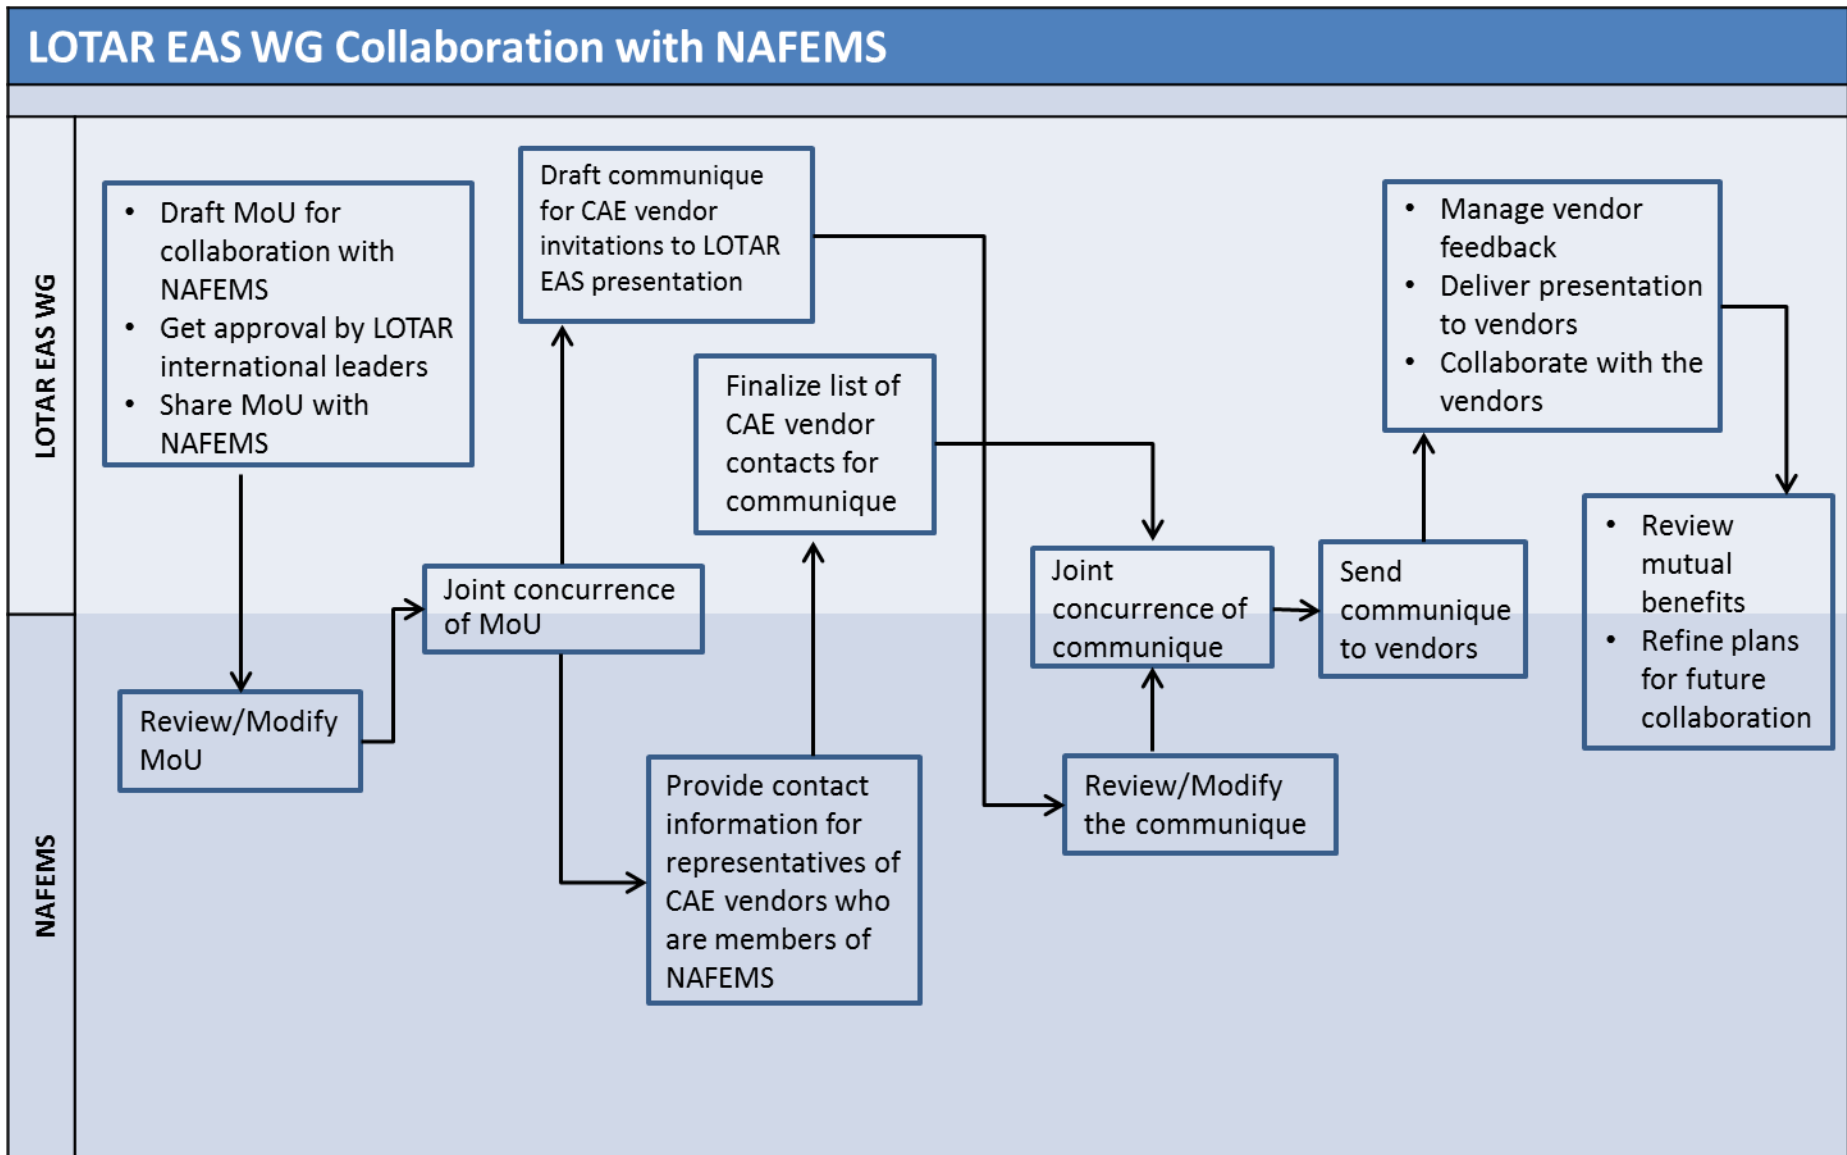 LOTAR EAS WG Collaboration with NAFEMS
LOTAR EAS WG
• Draft MoU for
collaboration with
NAFEMS
• Get approval by LOTAR
international leaders
• Share MoU with
NAFEMS
Draft communique
for CAE vendor
invitations to LOTAR
EAS presentation
Finalize list of
CAE vendor
contacts for
communique
• Manage vendor
feedback
• Deliver presentation
to vendors
• Collaborate with the
vendors
Joint concurrence
of MoU
Joint
concurrence of
communique
Send
communique
to vendors
• Review
mutual
benefits
• Refine plans
for future
collaboration
NAFEMS
Review/Modify
MoU
Provide contact
information for
representatives of
CAE vendors who
are members of
NAFEMS
Review/Modify
the communique